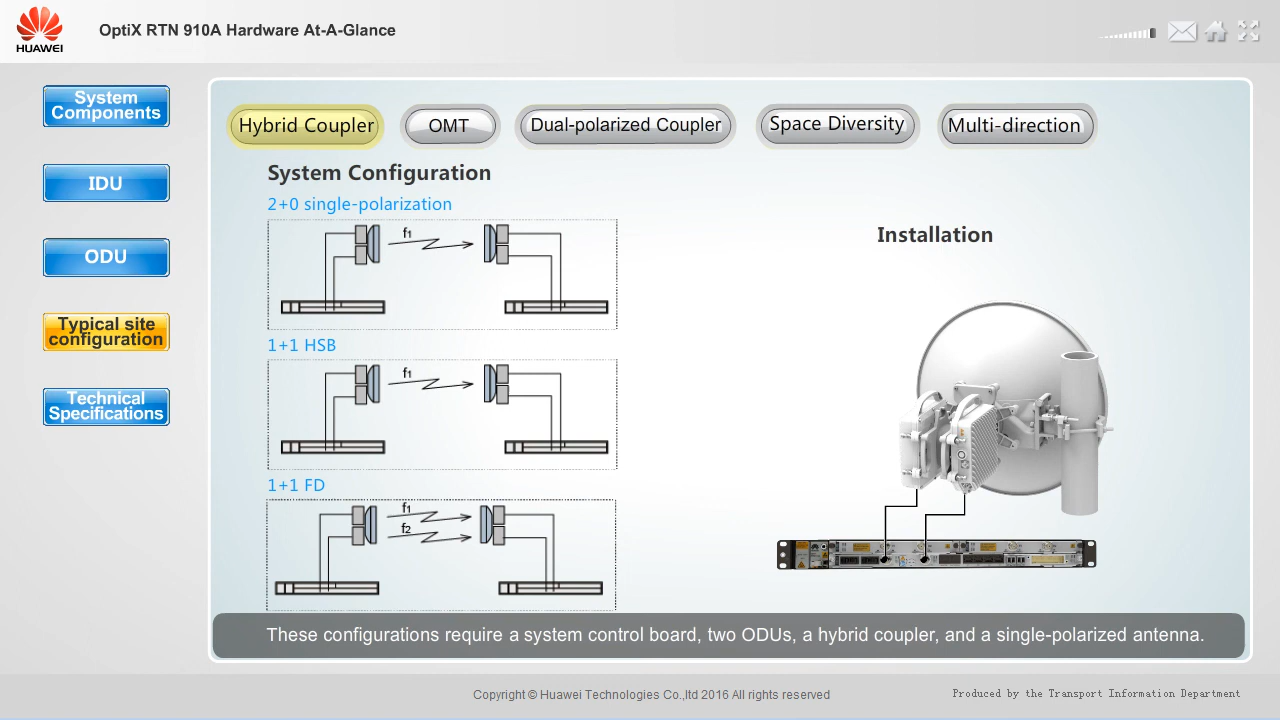 HUAWEI
OptiX RTN 910A Hardware At-A-Glance
System
Components
IDU
ODU
Typical site
configuration
Technical
Specifications
Hybrid Coupler
OMT
Dual-polarized Coupler
Space Diversity
Multi-direction
System Configuration
2+0 single-polarization
f1
1+1 HSB
f1
1+1 FD
f1
f2
Installation
These configurations require a system control board, two ODUs, a hybrid coupler, and a single-polarized antenna.
Copyright © Huawei Technologies Co.,ltd 2016 All rights reserved
Produced by the Transport Information Department